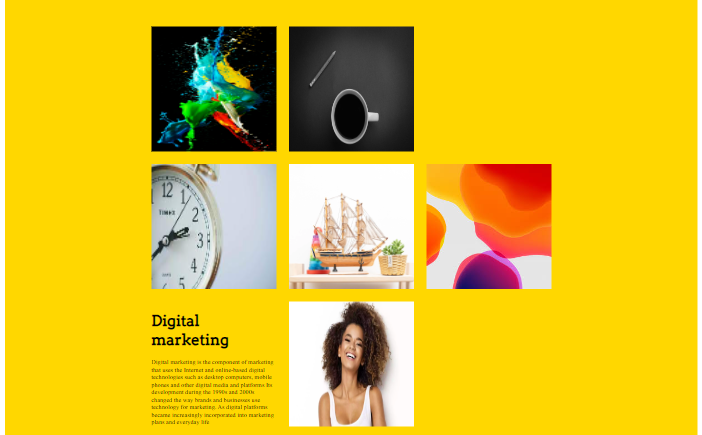 12
1
2
3
4
5
TIMEX
Digital
marketing
Digital marketing is the component of marketing
that uses the Internet and online-based digital
technologies such as desktop computers, mobile
phones and other digital media and platforms Its
development during the 1990s and 2000s
changed the way brands and businesses use
technology for marketing. As digital platforms
became increasingly incorporated into marketing
plans and everyday life